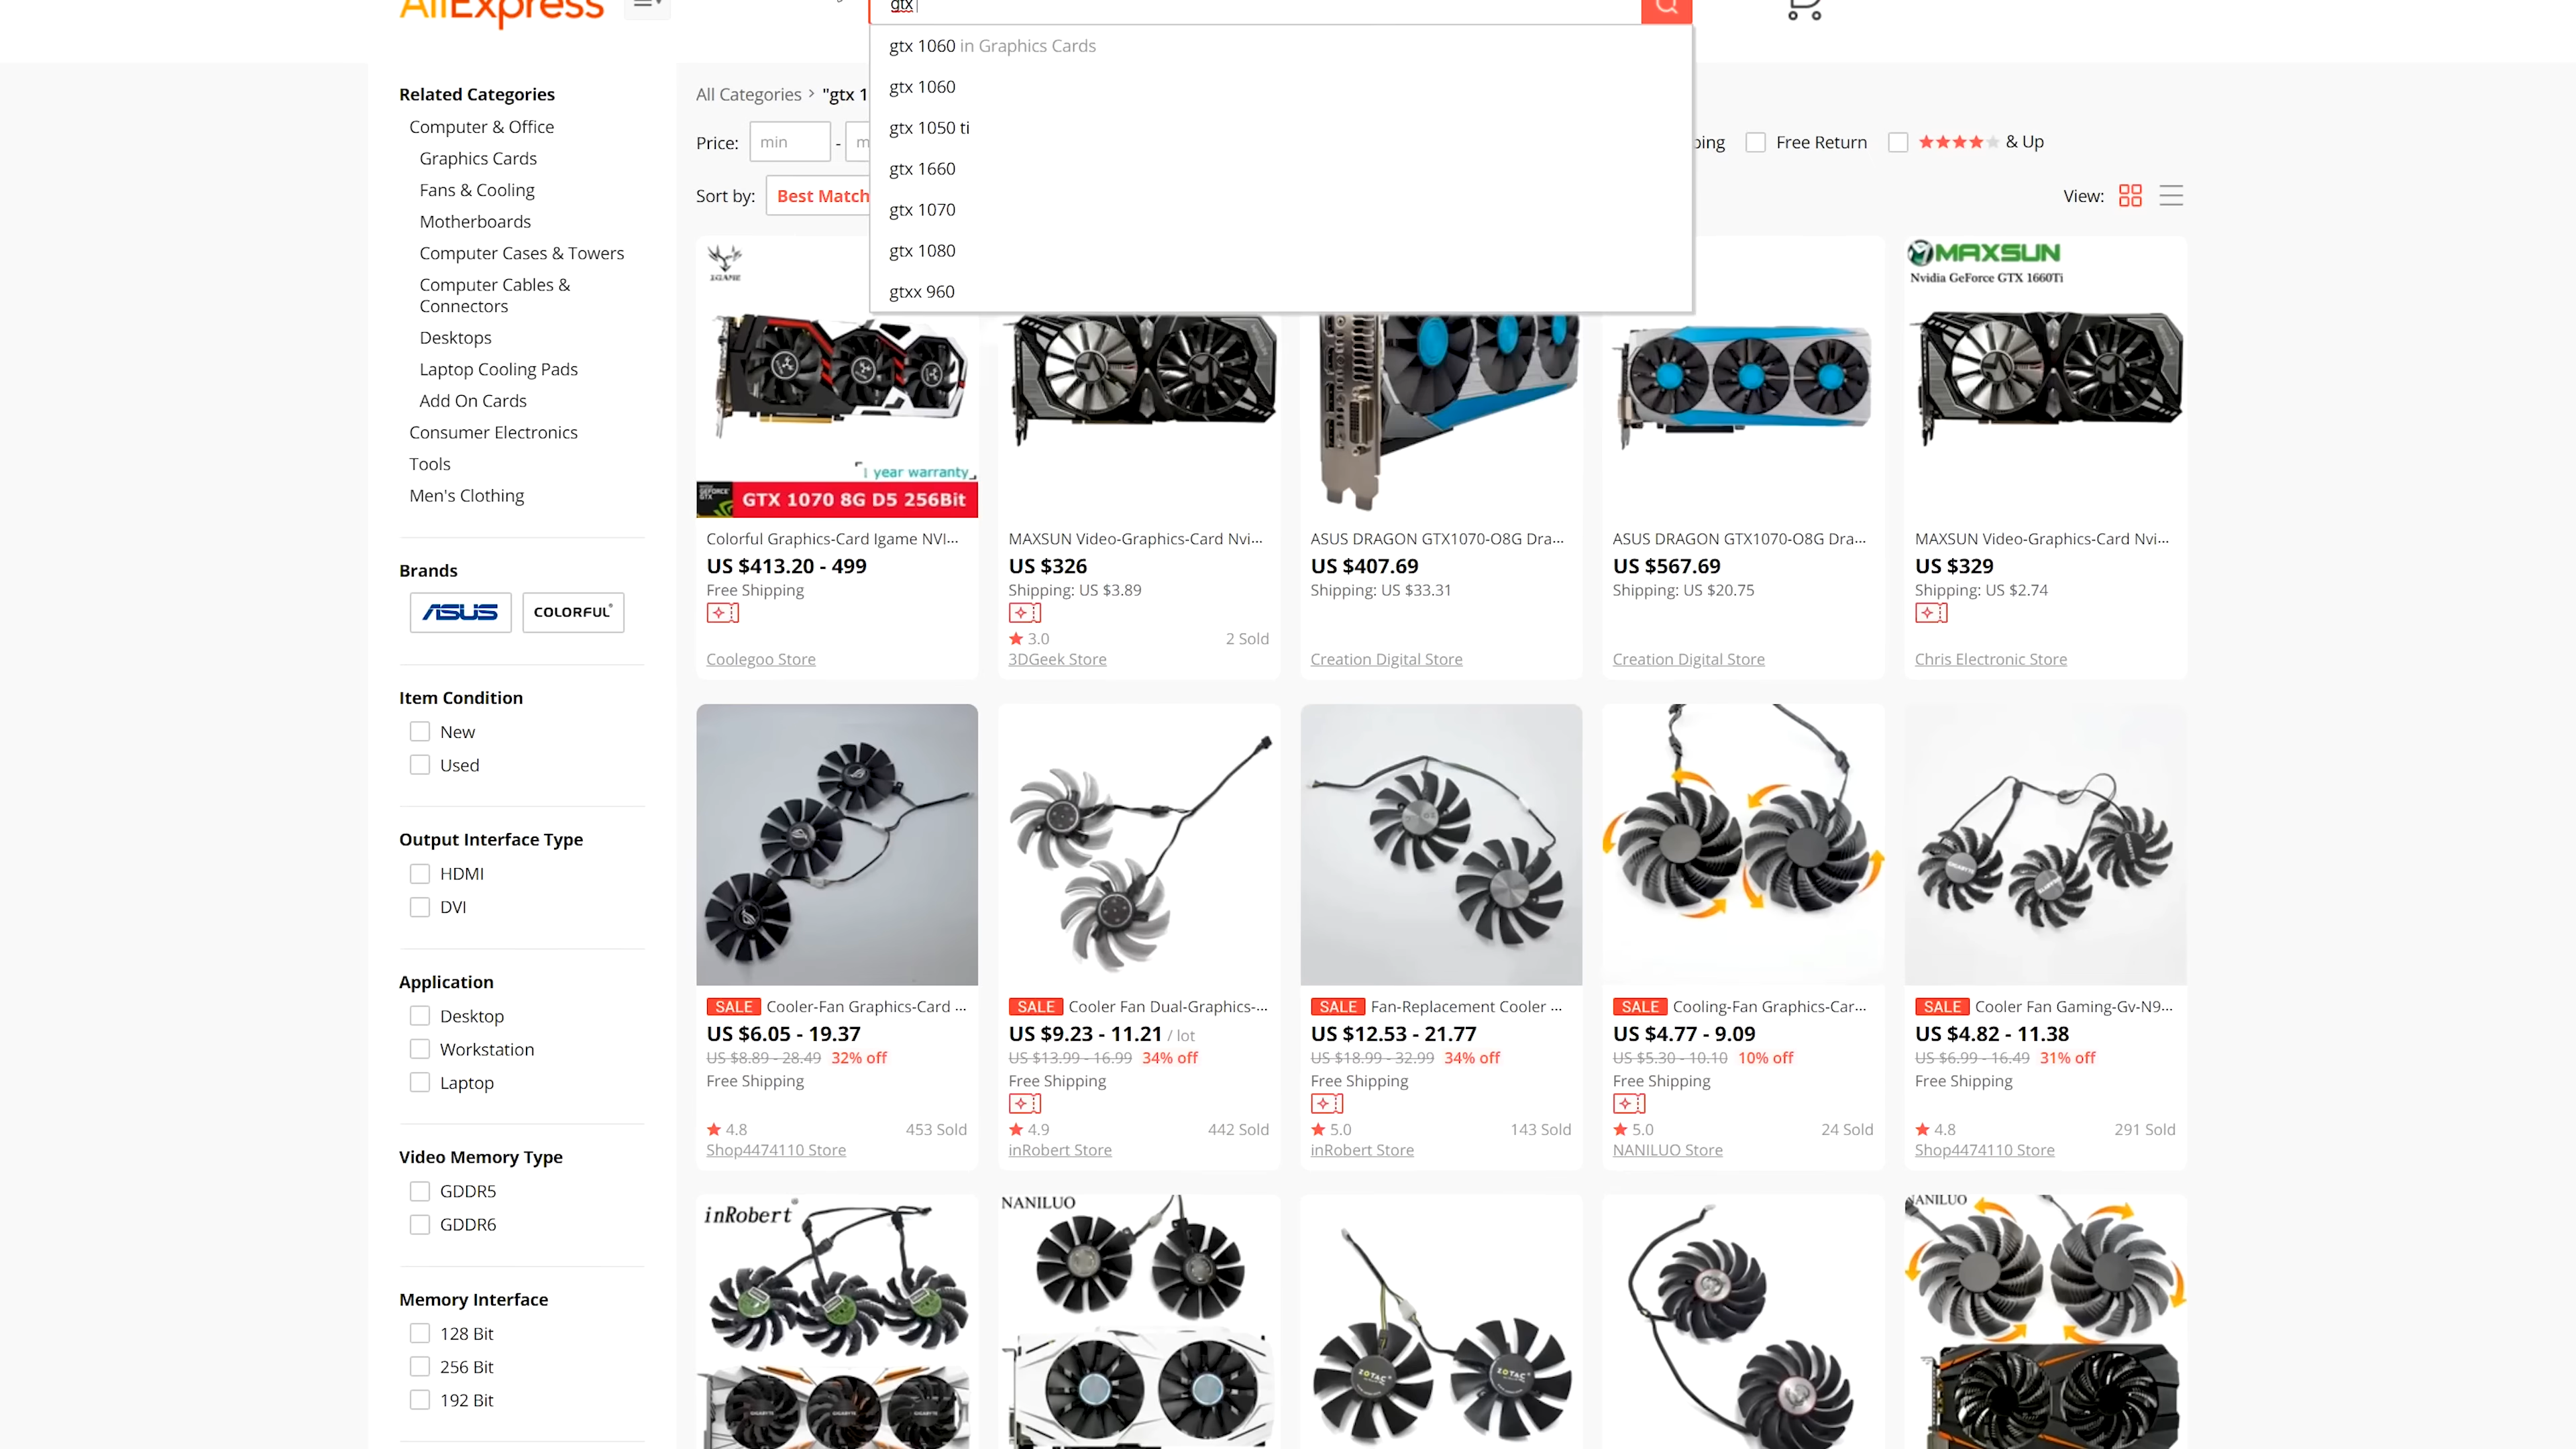 AliExpress
gtx
gtx 1060 in Graphics Cards
gtx 1060
gtx 1050 ti
gtx 1660
gtx 1070
gtx 1080
gtxx 960
Related Categories
Computer & Office
Graphics Cards
Fans & Cooling
Motherboards
Computer Cases & Towers
Computer Cables &
Connectors
Desktops
Laptop Cooling Pads
Add On Cards
Consumer Electronics
Tools
Men's Clothing
Brands
ASUS COLORFUL
Item Condition
New
Used
Output Interface Type
HDMI
DVI
Application
Desktop
Workstation
Laptop
Video Memory Type
GDDR5
GDDR6
Memory Interface
128 Bit
256 Bit
192 Bit
All Categories > "gtx 1
Price: min - m
ping Free Return & Up
Sort by: Best Match
View:
IGAME
1 year warranty
GEFORCE GTX
GTX 1070 8G D5 256Bit
MAXSUN
Nvidia GeForce GTX 1660Ti
Colorful Graphics-Card Igame NVI...
US $413.20 - 499
Free Shipping
Coolegoo Store
MAXSUN Video-Graphics-Card Nvi...
US $326
Shipping: US $3.89
3.0 2 Sold
3DGeek Store
ASUS DRAGON GTX1070-O8G Dra...
US $407.69
Shipping: US $33.31
Creation Digital Store
ASUS DRAGON GTX1070-O8G Dra...
US $567.69
Shipping: US $20.75
Creation Digital Store
MAXSUN Video-Graphics-Card Nvi...
US $329
Shipping: US $2.74
Chris Electronic Store
SALE Cooler-Fan Graphics-Card ...
US $6.05 - 19.37
US $8.89 - 28.49 32% off
Free Shipping
4.8 453 Sold
Shop4474110 Store
SALE Cooler Fan Dual-Graphics-...
US $9.23 - 11.21 / lot
US $13.99 - 16.99 34% off
Free Shipping
4.9 442 Sold
inRobert Store
SALE Fan-Replacement Cooler ...
US $12.53 - 21.77
US $18.99 - 32.99 34% off
Free Shipping
5.0 143 Sold
inRobert Store
SALE Cooling-Fan Graphics-Car...
US $4.77 - 9.09
US $5.30 - 10.10 10% off
Free Shipping
5.0 24 Sold
NANILUO Store
SALE Cooler Fan Gaming-Gv-N9...
US $4.82 - 11.38
US $6.99 - 16.49 31% off
Free Shipping
4.8 291 Sold
Shop4474110 Store
inRobert
GIGABYTE GIGABYTE GIGABYTE
NANILUO
ZOTAC ZOTAC
NANILUO